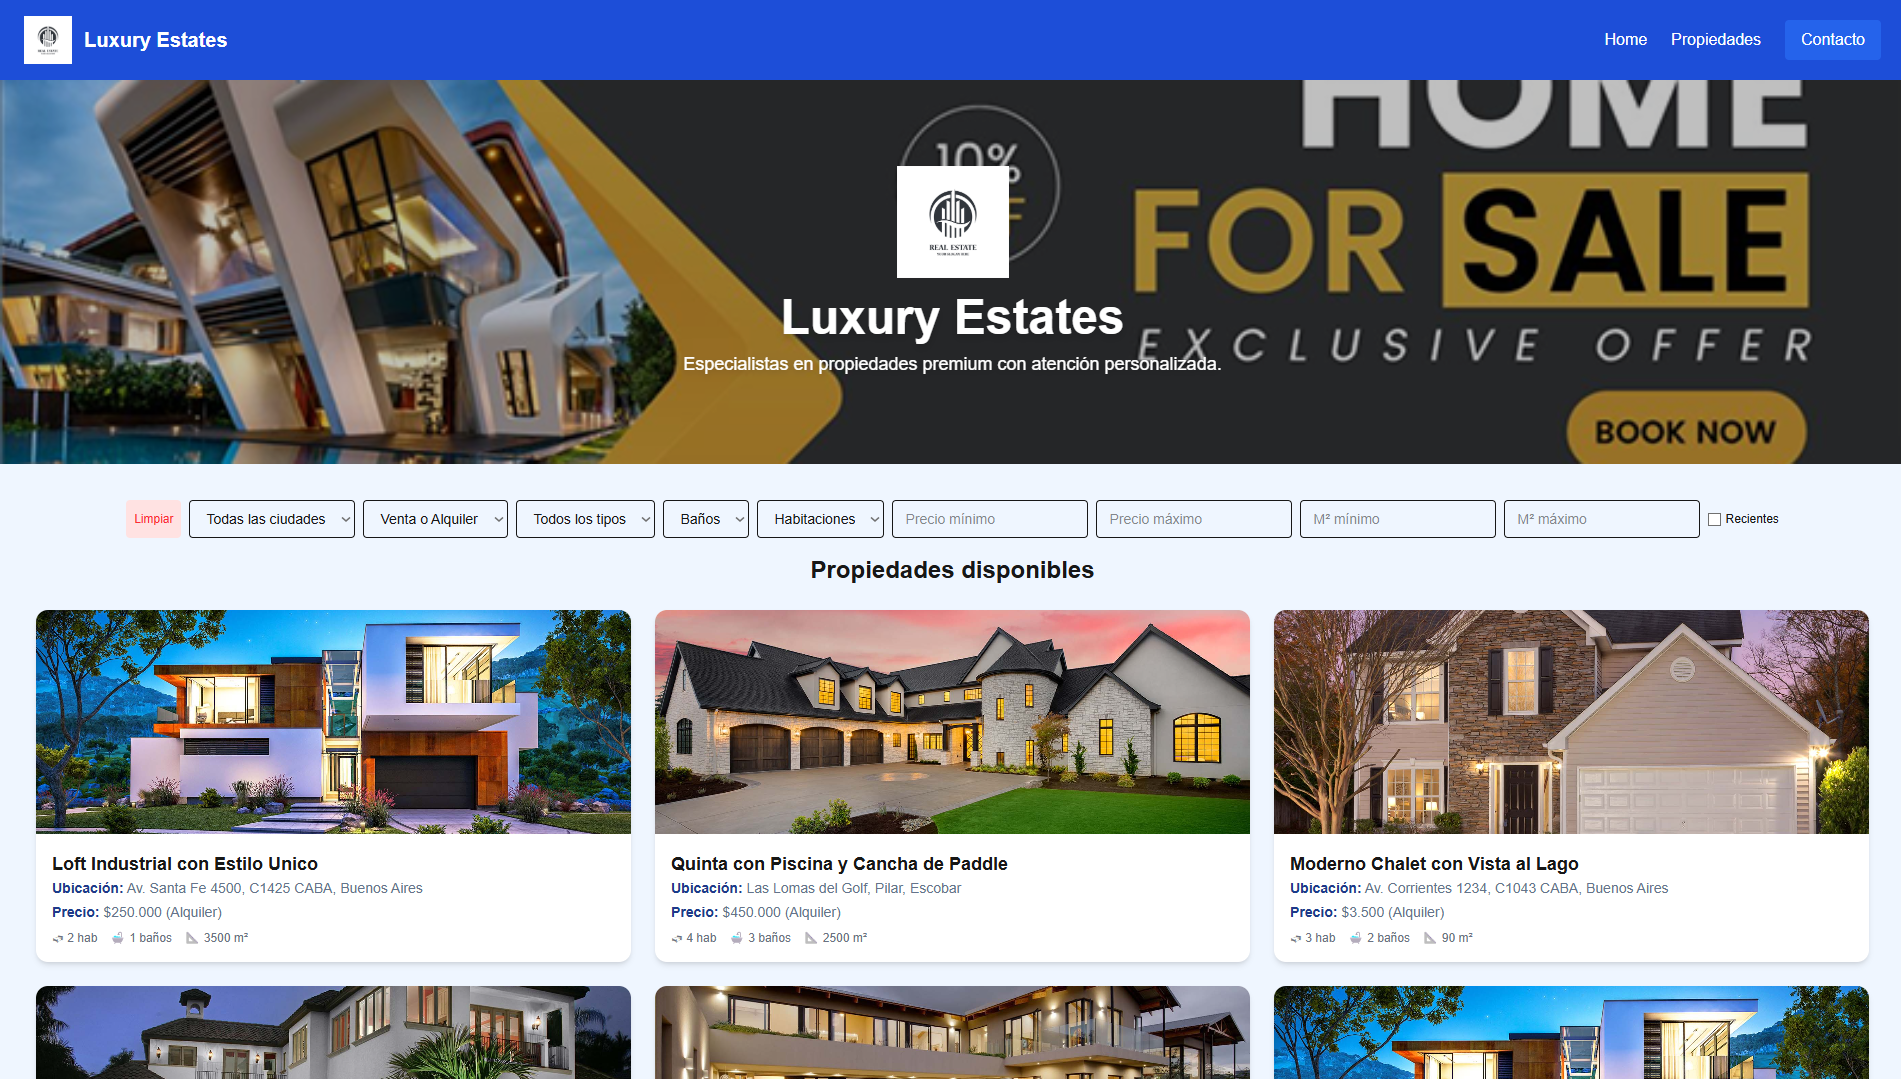 Luxury Estates
Home
Propiedades
Contacto
10%
HOME
FOR SALE
EXCLUSIVE OFFER
BOOK NOW
REAL ESTATE
Luxury Estates
Especialistas en propiedades premium con atención personalizada.
Limpiar
Todas las ciudades
Venta o Alquiler
Todos los tipos
Baños
Habitaciones
Precio mínimo
Precio máximo
M² mínimo
M² máximo
Recientes
Propiedades disponibles
Loft Industrial con Estilo Unico
Ubicación: Av. Santa Fe 4500, C1425 CABA, Buenos Aires
Precio: $250.000 (Alquiler)
2 hab 1 baños 3500 m²
Quinta con Piscina y Cancha de Paddle
Ubicación: Las Lomas del Golf, Pilar, Escobar
Precio: $450.000 (Alquiler)
4 hab 3 baños 2500 m²
Moderno Chalet con Vista al Lago
Ubicación: Av. Corrientes 1234, C1043 CABA, Buenos Aires
Precio: $3.500 (Alquiler)
3 hab 2 baños 90 m²